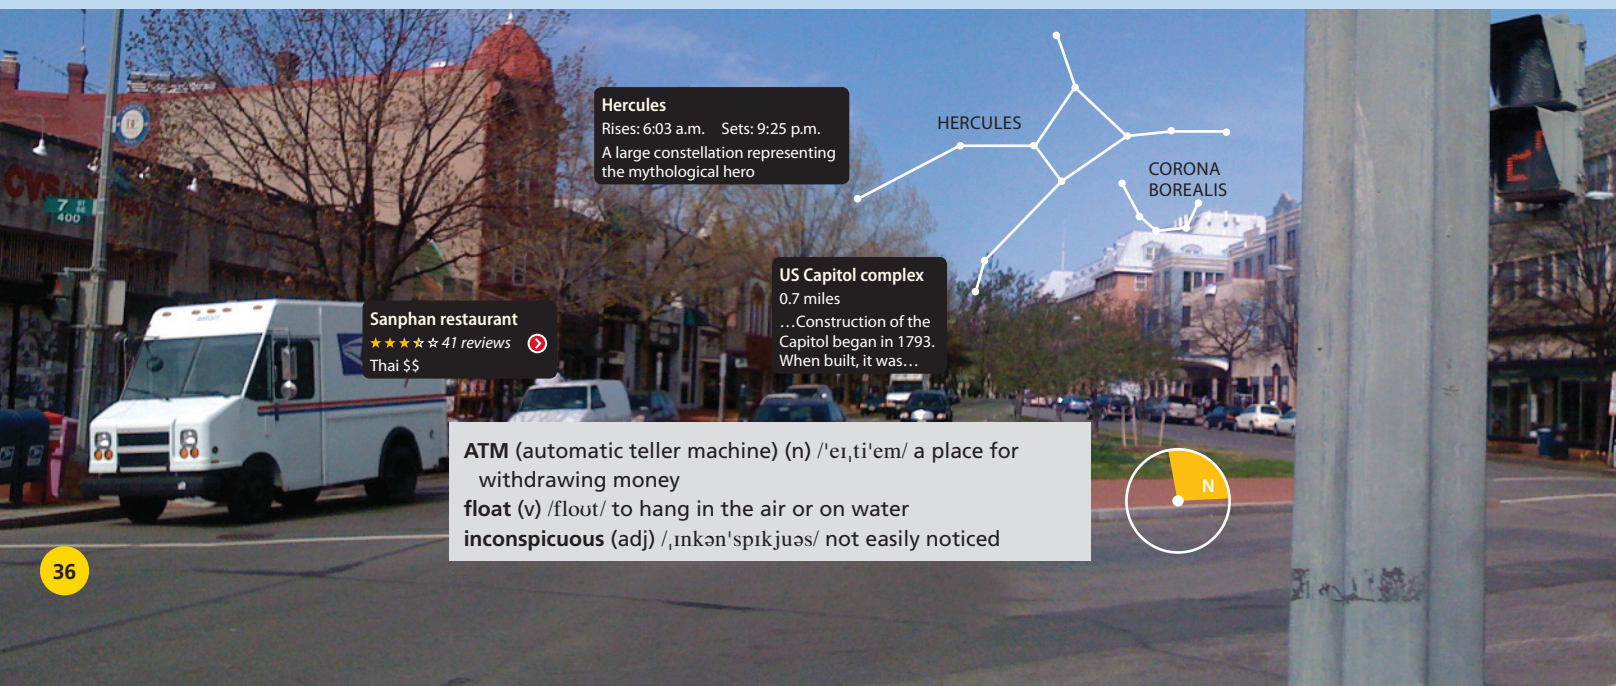 Hercules
Rises: 6:03 a.m. Sets: 9:25 p.m.
A large constellation representing
the mythological hero
HERCULES
CORONA
BOREALIS
CVS
7 ST SE
400
US Capitol complex
0.7 miles
…Construction of the
Capitol began in 1793.
When built, it was…
Sanphan restaurant
41 reviews
Thai $$
ATM (automatic teller machine) (n) /ˈeɪˌtiˈem/ a place for
withdrawing money
float (v) /floʊt/ to hang in the air or on water
inconspicuous (adj) /ˌɪnkənˈspɪkjuəs/ not easily noticed
N
36